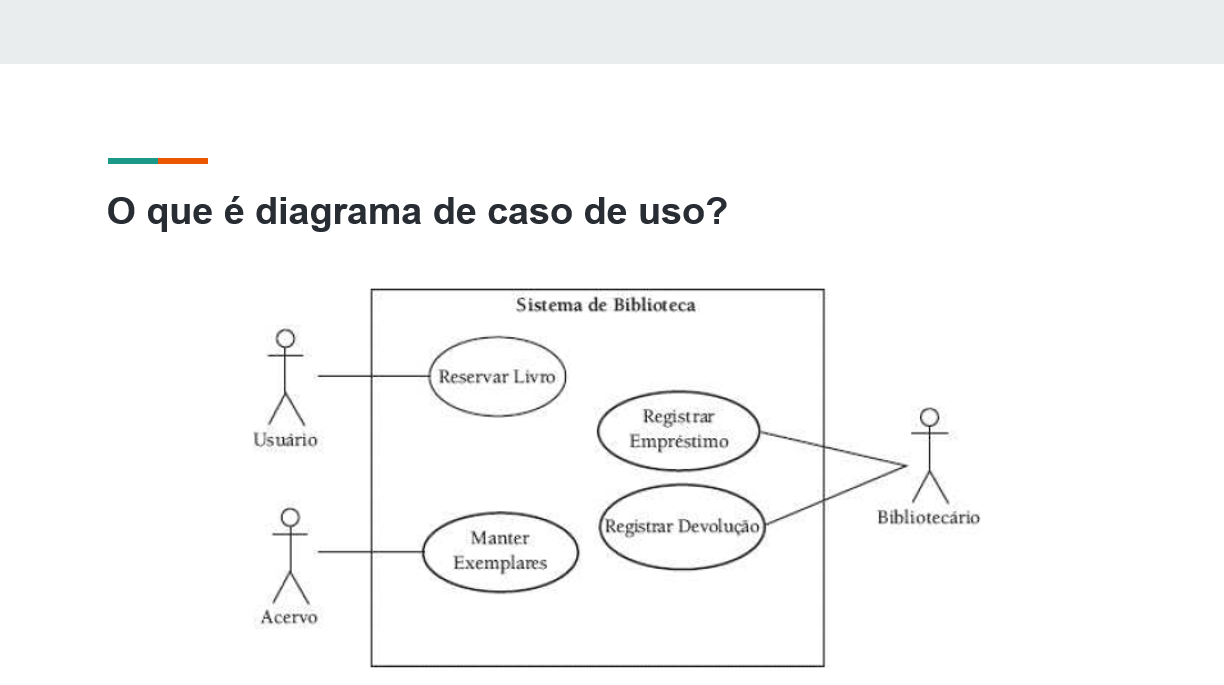 O que é diagrama de caso de uso?
Sistema de Biblioteca
Reservar Livro
Usuário
Registrar
Empréstimo
Registrar Devolução
Bibliotecário
Manter
Exemplares
Acervo